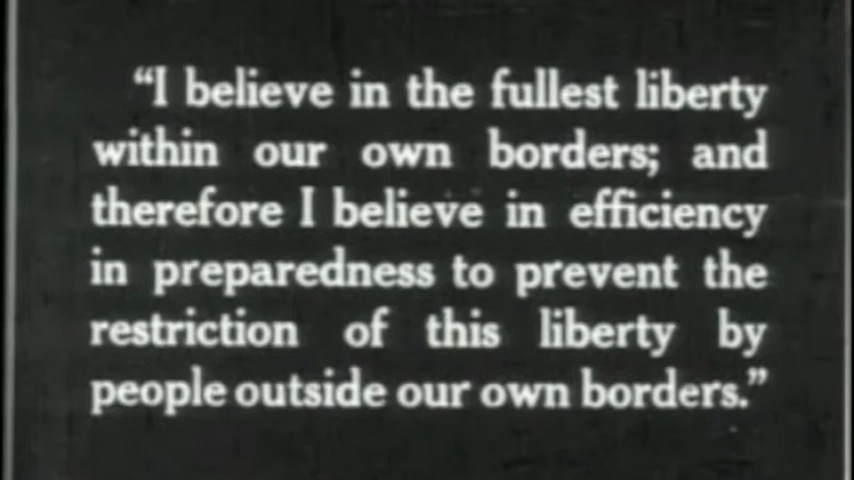 “I believe in the fullest liberty
within our own borders; and
therefore I believe in efficiency
in preparedness to prevent the
restriction of this liberty by
people outside our own borders.”